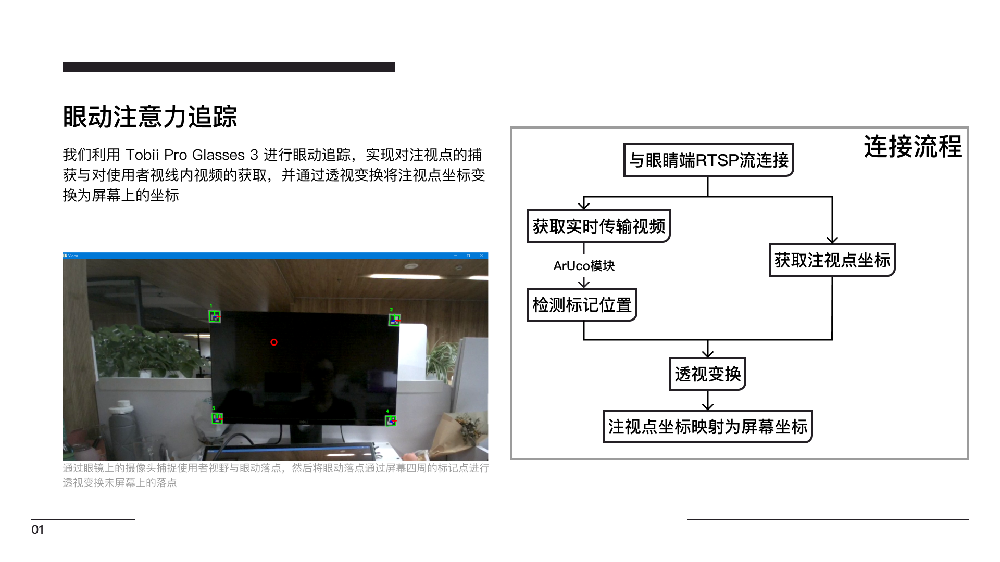 眼动注意力追踪
我们利用 Tobii Pro Glasses 3 进行眼动追踪，实现对注视点的捕
获与对使用者视线内视频的获取，并通过透视变换将注视点坐标变
换为屏幕上的坐标
Video
1
2
3
4
DELL
通过眼镜上的摄像头捕捉使用者视野与眼动落点，然后将眼动落点通过屏幕四周的标记点进行
透视变换未屏幕上的落点
连接流程
与眼睛端RTSP流连接
获取实时传输视频
获取注视点坐标
ArUco模块
检测标记位置
透视变换
注视点坐标映射为屏幕坐标
01